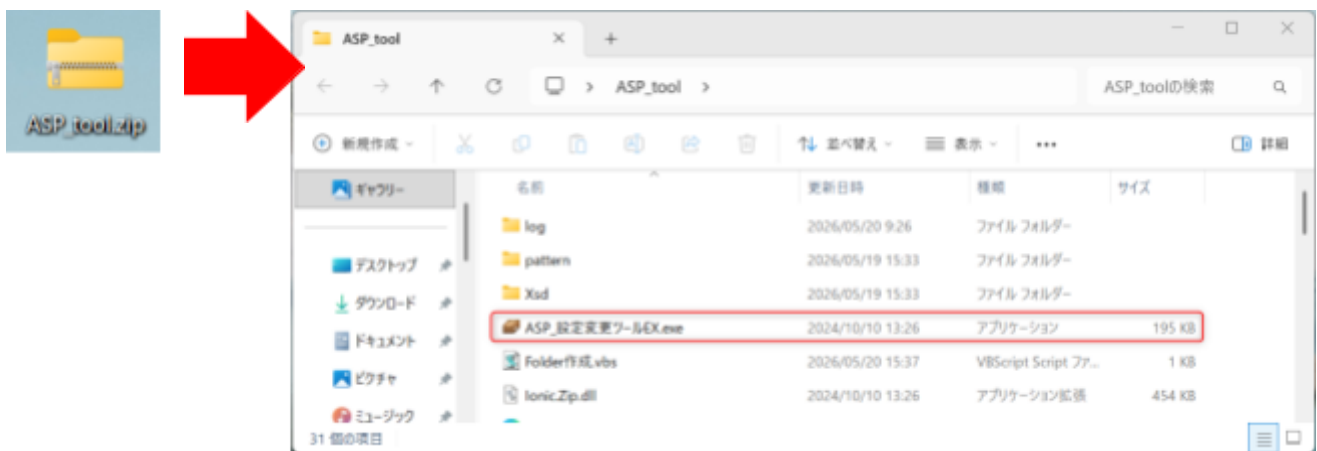 ASP_tool.zip
ASP_tool
ASP_tool
ASP_toolの検索
新規作成
並べ替え
表示
詳細
ギャラリー
デスクトップ
ダウンロード
ドキュメント
ピクチャ
ミュージック
名前 更新日時 種類 サイズ
log 2026/05/20 9:26 ファイル フォルダー
pattern 2026/05/19 15:33 ファイル フォルダー
Xsd 2026/05/19 15:33 ファイル フォルダー
ASP_設定変更ツールEX.exe 2024/10/10 13:26 アプリケーション 195 KB
Folder作成.vbs 2026/05/20 15:37 VBScript Script ファ... 1 KB
Ionic.Zip.dll 2024/10/10 13:26 アプリケーション拡張 454 KB
31 個の項目